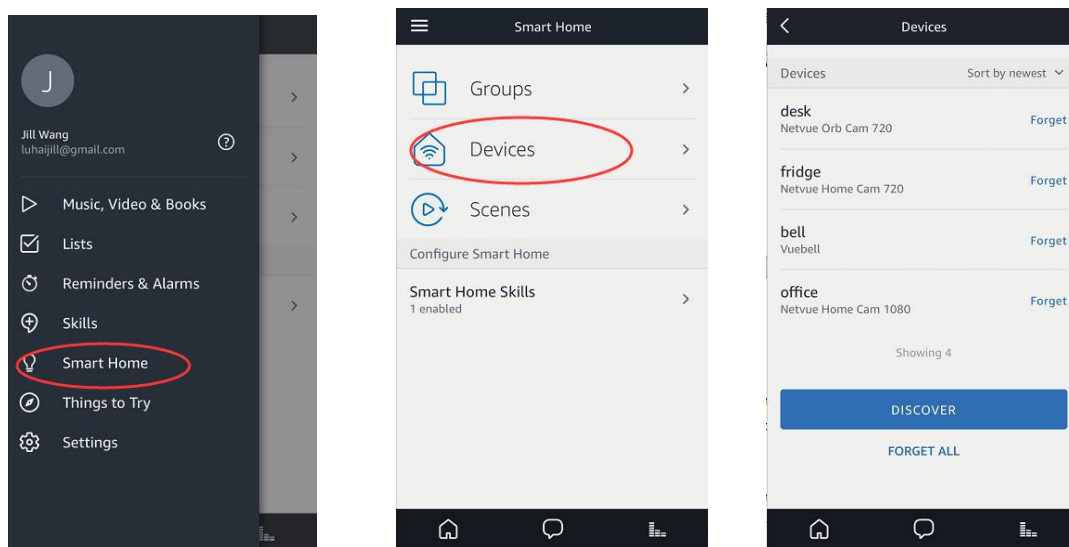 J
Jill Wang
luhaijill@gmail.com
Music, Video & Books
Lists
Reminders & Alarms
Skills
Smart Home
Things to Try
Settings
Smart Home
Groups
Devices
Scenes
Configure Smart Home
Smart Home Skills
1 enabled
Devices
Devices Sort by newest
desk
Netvue Orb Cam 720
Forget
fridge
Netvue Home Cam 720
Forget
bell
Vuebell
Forget
office
Netvue Home Cam 1080
Forget
Showing 4
DISCOVER
FORGET ALL